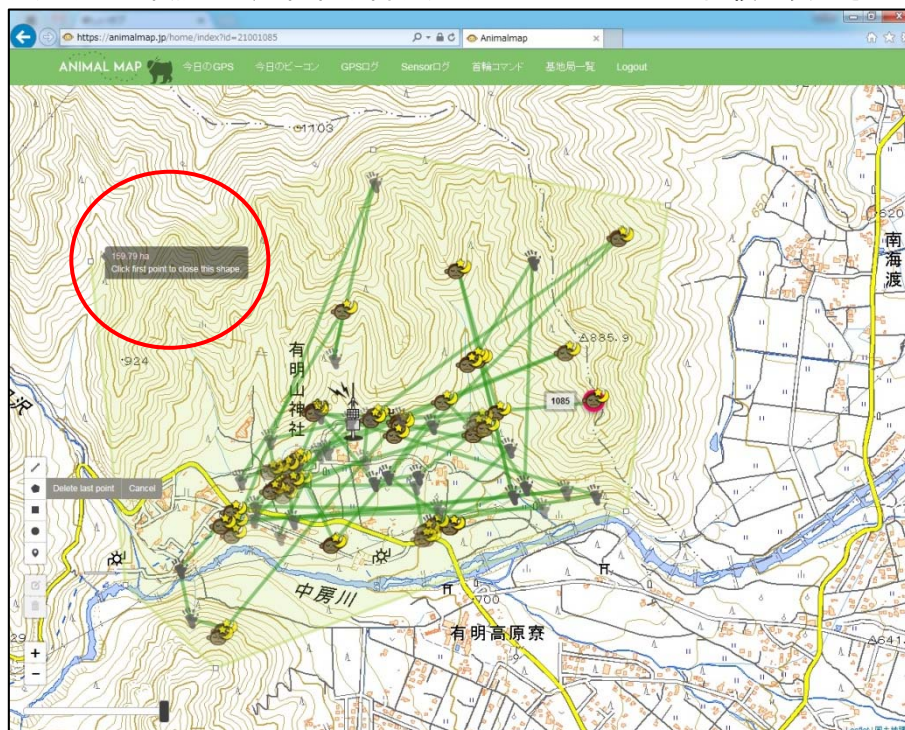 https://animalmap.jp/home/index?id=21001085
Animalmap
ANIMAL MAP
今日のGPS
今日のビーコン
GPSログ
Sensorログ
首輪コマンド
基地局一覧
Logout
1103
650
620
南海渡
159.79 ha
Click first point to close this shape.
835.9
924
有明山神社
1085
Delete last point
Cancel
中房川
700
有明高原寮
641.
29
+
−